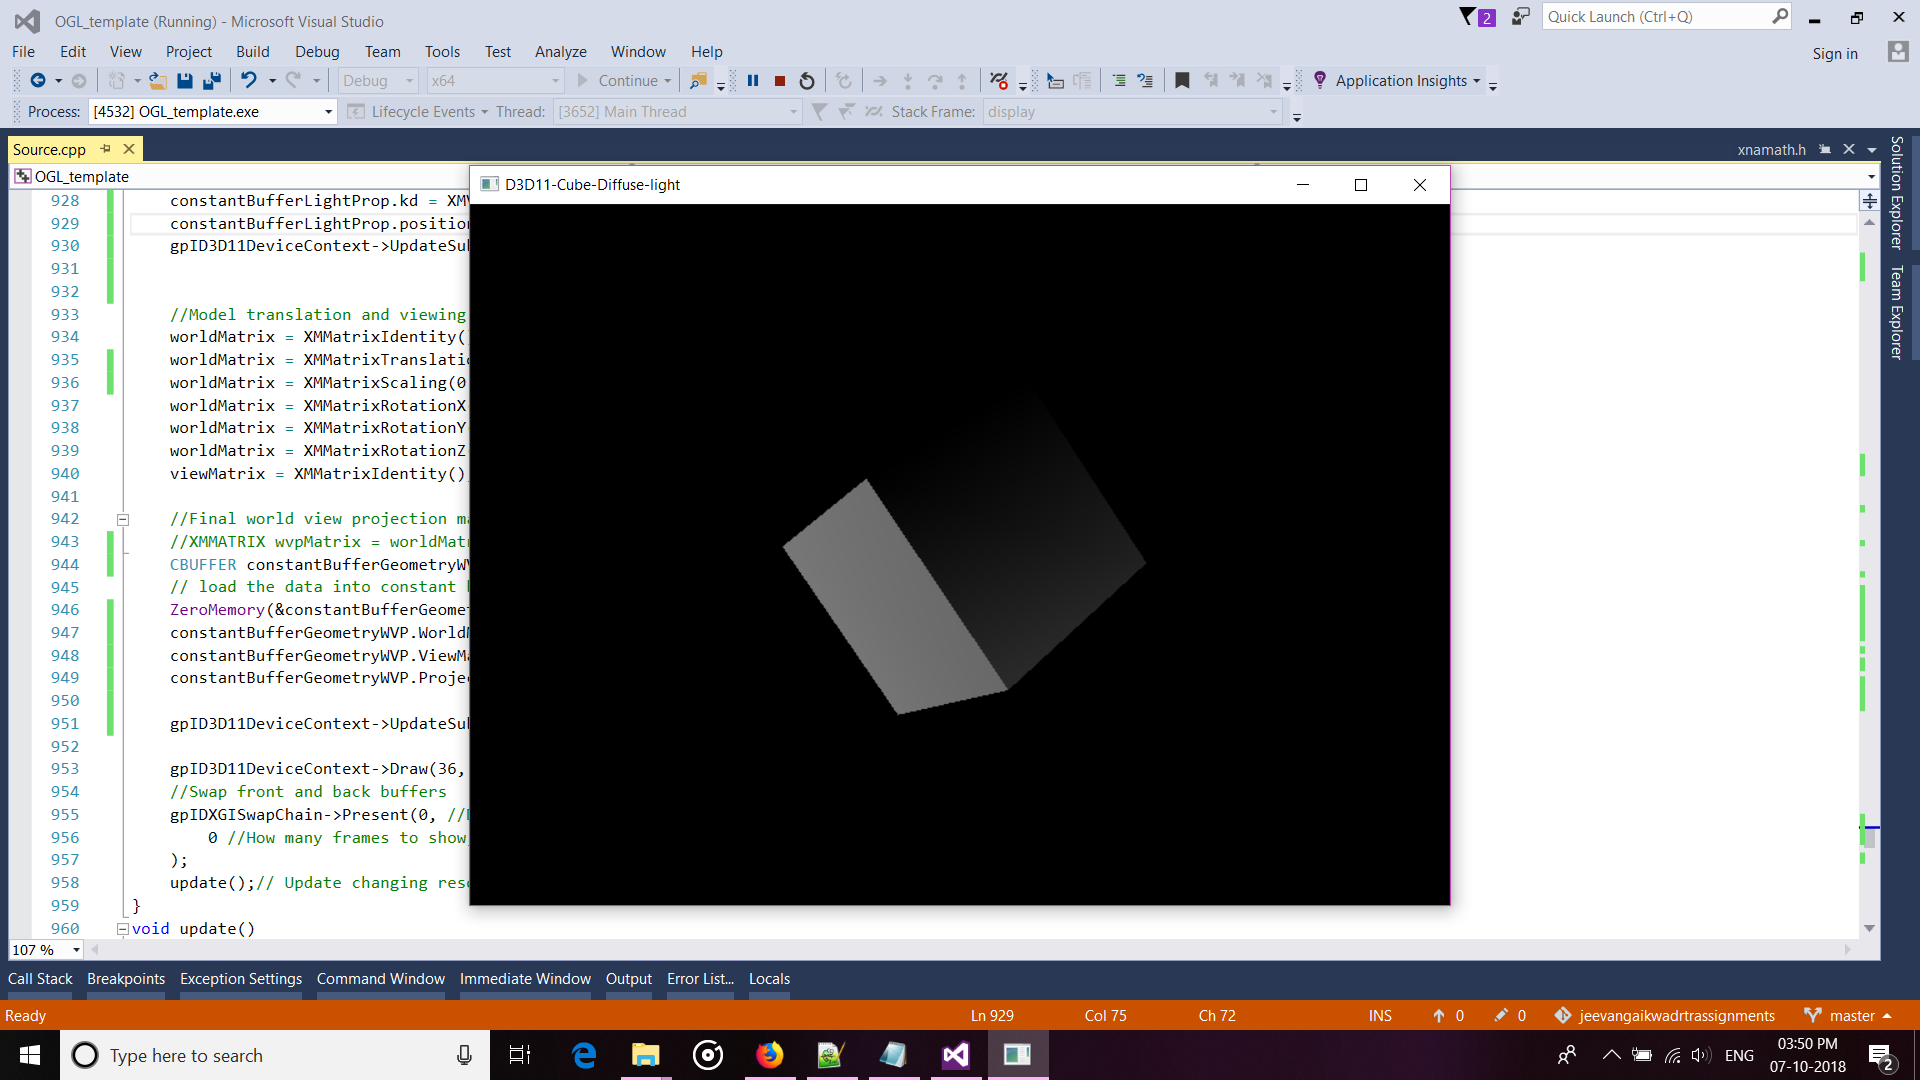 OGL_template (Running) - Microsoft Visual Studio
2
Quick Launch (Ctrl+Q)
File Edit View Project Build Debug Team Tools Test Analyze Window Help
Sign in
Debug x64 Continue Application Insights
Process: [4532] OGL_template.exe Lifecycle Events Thread: [3652] Main Thread Stack Frame: display
Source.cpp
xnamath.h
Solution Explorer
Team Explorer
OGL_template
D3D11-Cube-Diffuse-light
928 constantBufferLightProp.kd = XMV
929 constantBufferLightProp.position
930 gpID3D11DeviceContext->UpdateSu
931
932
933 //Model translation and viewing
934 worldMatrix = XMMatrixIdentity(
935 worldMatrix = XMMatrixTranslatio
936 worldMatrix = XMMatrixScaling(0
937 worldMatrix = XMMatrixRotationX
938 worldMatrix = XMMatrixRotationY
939 worldMatrix = XMMatrixRotationZ
940 viewMatrix = XMMatrixIdentity()
941
942 //Final world view projection ma
943 //XMMATRIX wvpMatrix = worldMat
944 CBUFFER constantBufferGeometryW
945 // load the data into constant
946 ZeroMemory(&constantBufferGeomet
947 constantBufferGeometryWVP.World
948 constantBufferGeometryWVP.ViewMa
949 constantBufferGeometryWVP.Projec
950
951 gpID3D11DeviceContext->UpdateSu
952
953 gpID3D11DeviceContext->Draw(36,
954 //Swap front and back buffers
955 gpIDXGISwapChain->Present(0, //
956 0 //How many frames to show
957 );
958 update();// Update changing reso
959 }
960 void update()
107 %
Call Stack Breakpoints Exception Settings Command Window Immediate Window Output Error List... Locals
Ready Ln 929 Col 75 Ch 72 INS 0 0 jeevangaikwadrtrassignments master
Type here to search
ENG
03:50 PM
07-10-2018
2